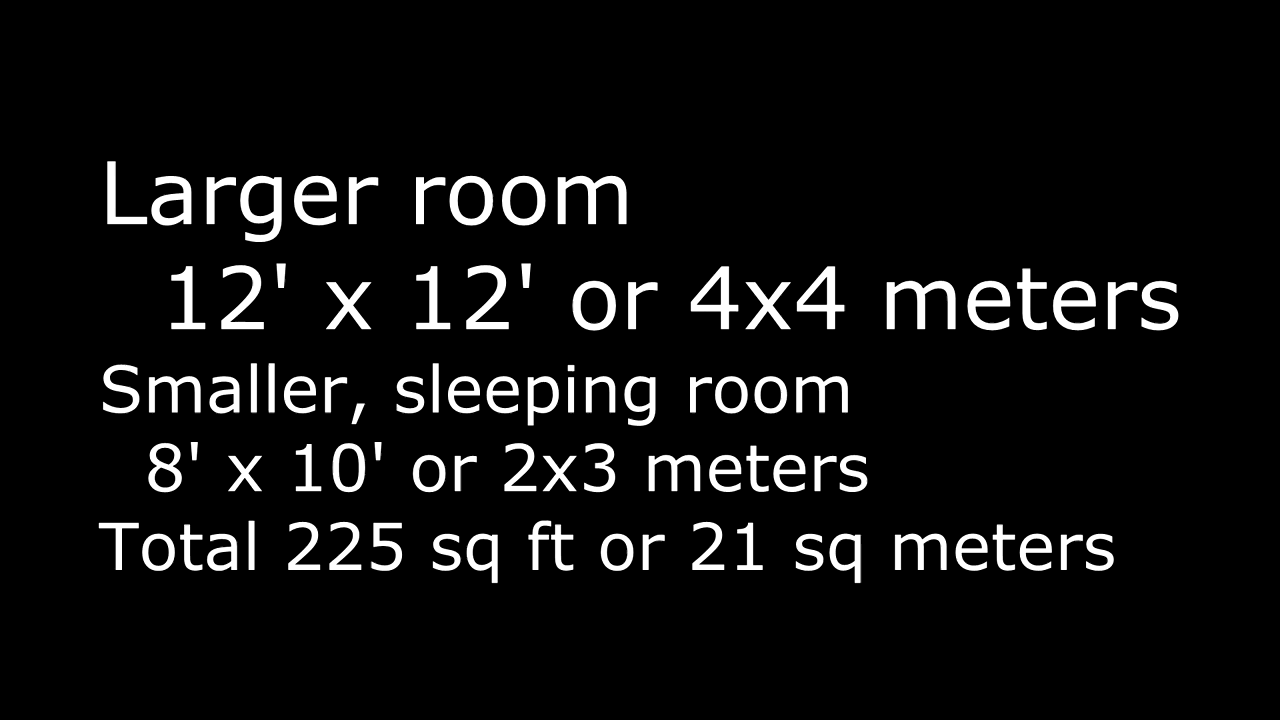 Larger room
12' x 12' or 4x4 meters
Smaller, sleeping room
8' x 10' or 2x3 meters
Total 225 sq ft or 21 sq meters